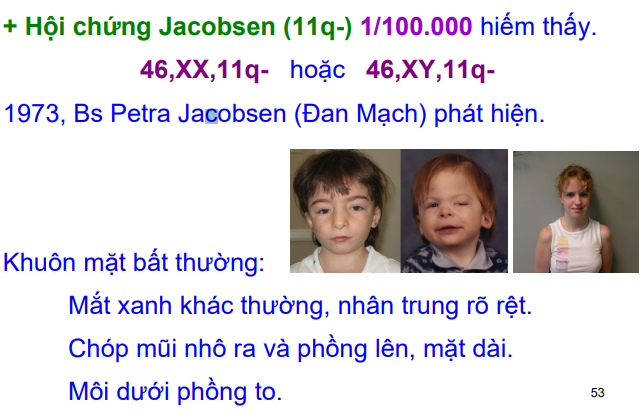 + Hội chứng Jacobsen (11q-) 1/100.000 hiếm thấy.
46,XX,11q- hoặc 46,XY,11q-
1973, Bs Petra Jacobsen (Đan Mạch) phát hiện.
Khuôn mặt bất thường:
Mắt xanh khác thường, nhân trung rõ rệt.
Chóp mũi nhô ra và phồng lên, mặt dài.
Môi dưới phồng to.
53